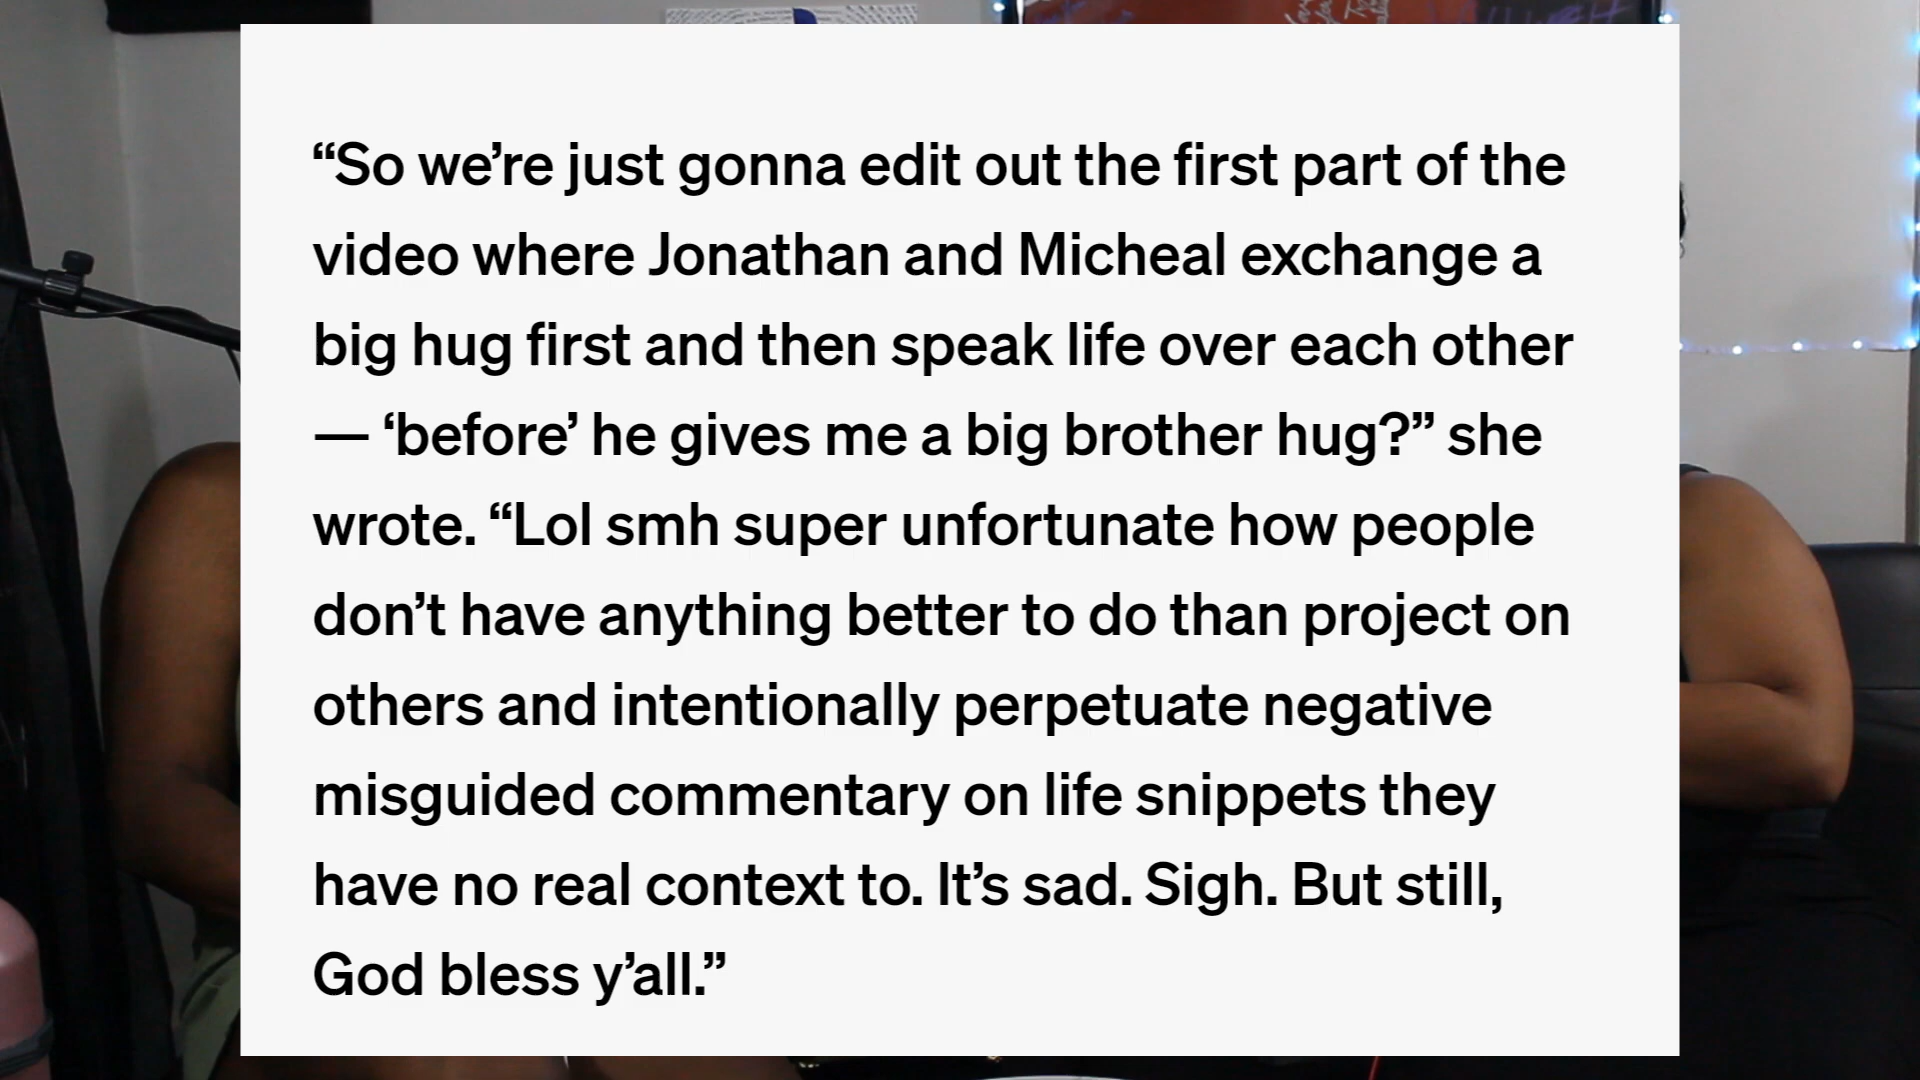 “So we’re just gonna edit out the first part of the
video where Jonathan and Micheal exchange a
big hug first and then speak life over each other
— ‘before’ he gives me a big brother hug?” she
wrote. “Lol smh super unfortunate how people
don’t have anything better to do than project on
others and intentionally perpetuate negative
misguided commentary on life snippets they
have no real context to. It’s sad. Sigh. But still,
God bless y’all.”